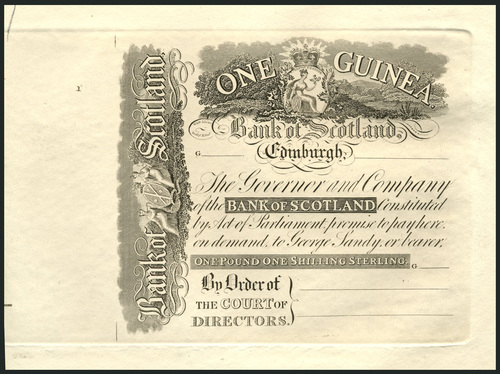 ONE GUINEA.
Bank of Scotland,
G
Edinburgh,
The Governor and Company
of the BANK OF SCOTLAND Constituted
by Act of Parliament, promise to pay here
on demand, to George Sandy, or bearer,
ONE POUND ONE SHILLING STERLING. G
By Order of
THE COURT OF
DIRECTORS.
Bank of Scotland.